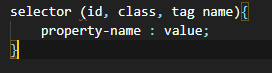 selector (id, class, tag name){
    property-name : value;
}